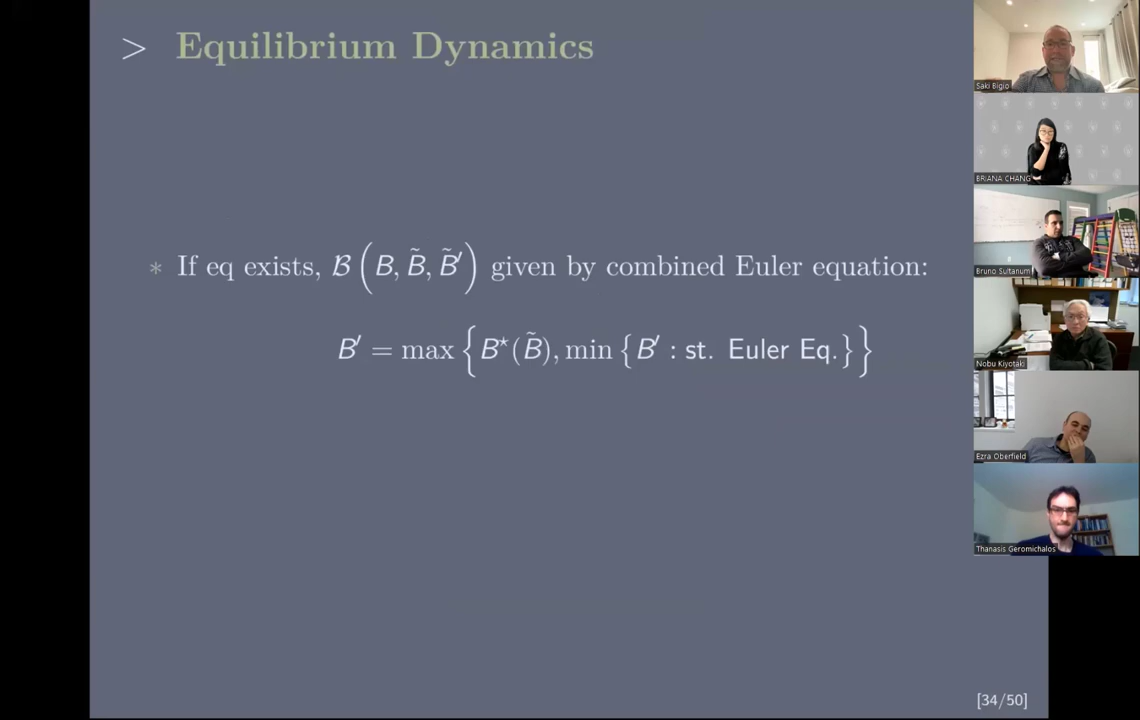 > Equilibrium Dynamics
* If eq exists, ℬ(B, B̃, B̃′) given by combined Euler equation:
B′ = max {B⋆(B̃), min {B′ : st. Euler Eq.}}
[34/50]
Saki Bigio
BRIANA CHANG
Bruno Sultanum
Nobu Kiyotaki
Ezra Oberfield
Thanasis Geromichalos